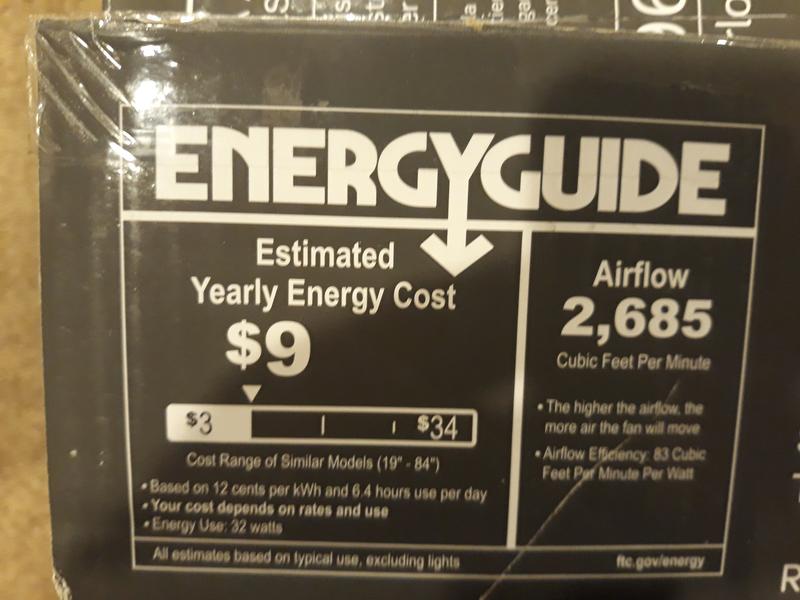 ENERGYGUIDE
Estimated
Yearly Energy Cost
$9
$3 $34
Cost Range of Similar Models (19" - 84")
• Based on 12 cents per kWh and 6.4 hours use per day
• Your cost depends on rates and use
• Energy Use: 32 watts
Airflow
2,685
Cubic Feet Per Minute
• The higher the airflow, the
more air the fan will move
• Airflow Efficiency: 83 Cubic
Feet Per Minute Per Watt
All estimates based on typical use, excluding lights
ftc.gov/energy